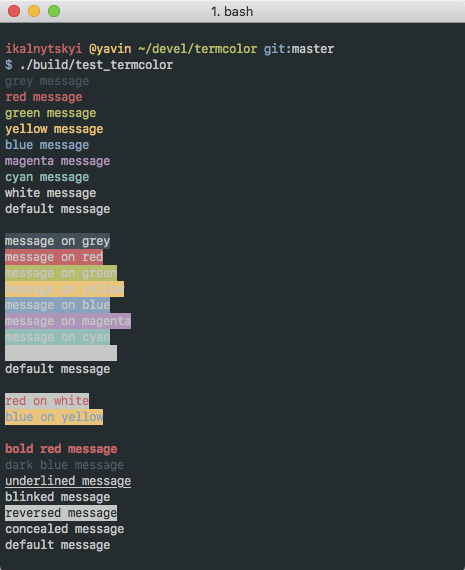 1. bash
ikalnytskyi @yavin ~/devel/termcolor git:master
$ ./build/test_termcolor
grey message
red message
green message
yellow message
blue message
magenta message
cyan message
white message
default message
message on grey
message on red
message on green
message on yellow
message on blue
message on magenta
message on cyan
default message
red on white
blue on yellow
bold red message
dark blue message
underlined message
blinked message
reversed message
concealed message
default message